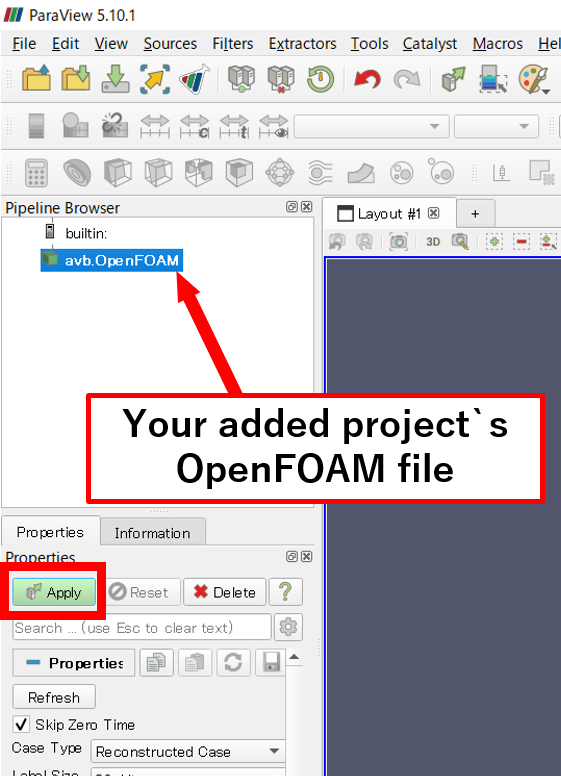 ParaView 5.10.1
File Edit View Sources Filters Extractors Tools Catalyst Macros Hel
Pipeline Browser
Layout #1
+
builtin:
3D
avb.OpenFOAM
Your added project`s
OpenFOAM file
Properties Information
Properties
Apply Reset Delete ?
Search ... (use Esc to clear text)
Properties
Refresh
Skip Zero Time
Case Type Reconstructed Case
Label Size